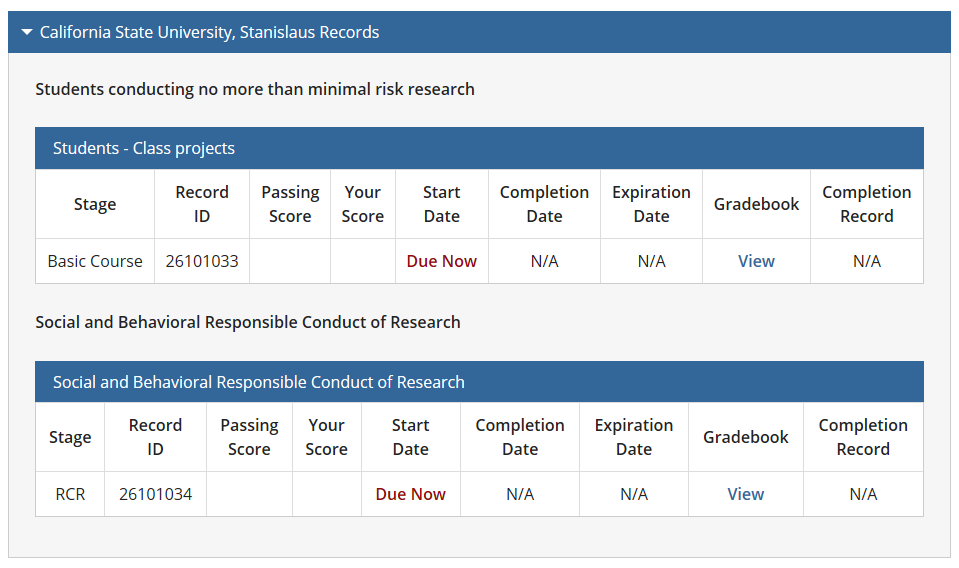 California State University, Stanislaus Records
Students conducting no more than minimal risk research
Students - Class projects
Stage Record ID Passing Score Your Score Start Date Completion Date Expiration Date Gradebook Completion Record
Basic Course 26101033 Due Now N/A N/A View N/A
Social and Behavioral Responsible Conduct of Research
Social and Behavioral Responsible Conduct of Research
Stage Record ID Passing Score Your Score Start Date Completion Date Expiration Date Gradebook Completion Record
RCR 26101034 Due Now N/A N/A View N/A